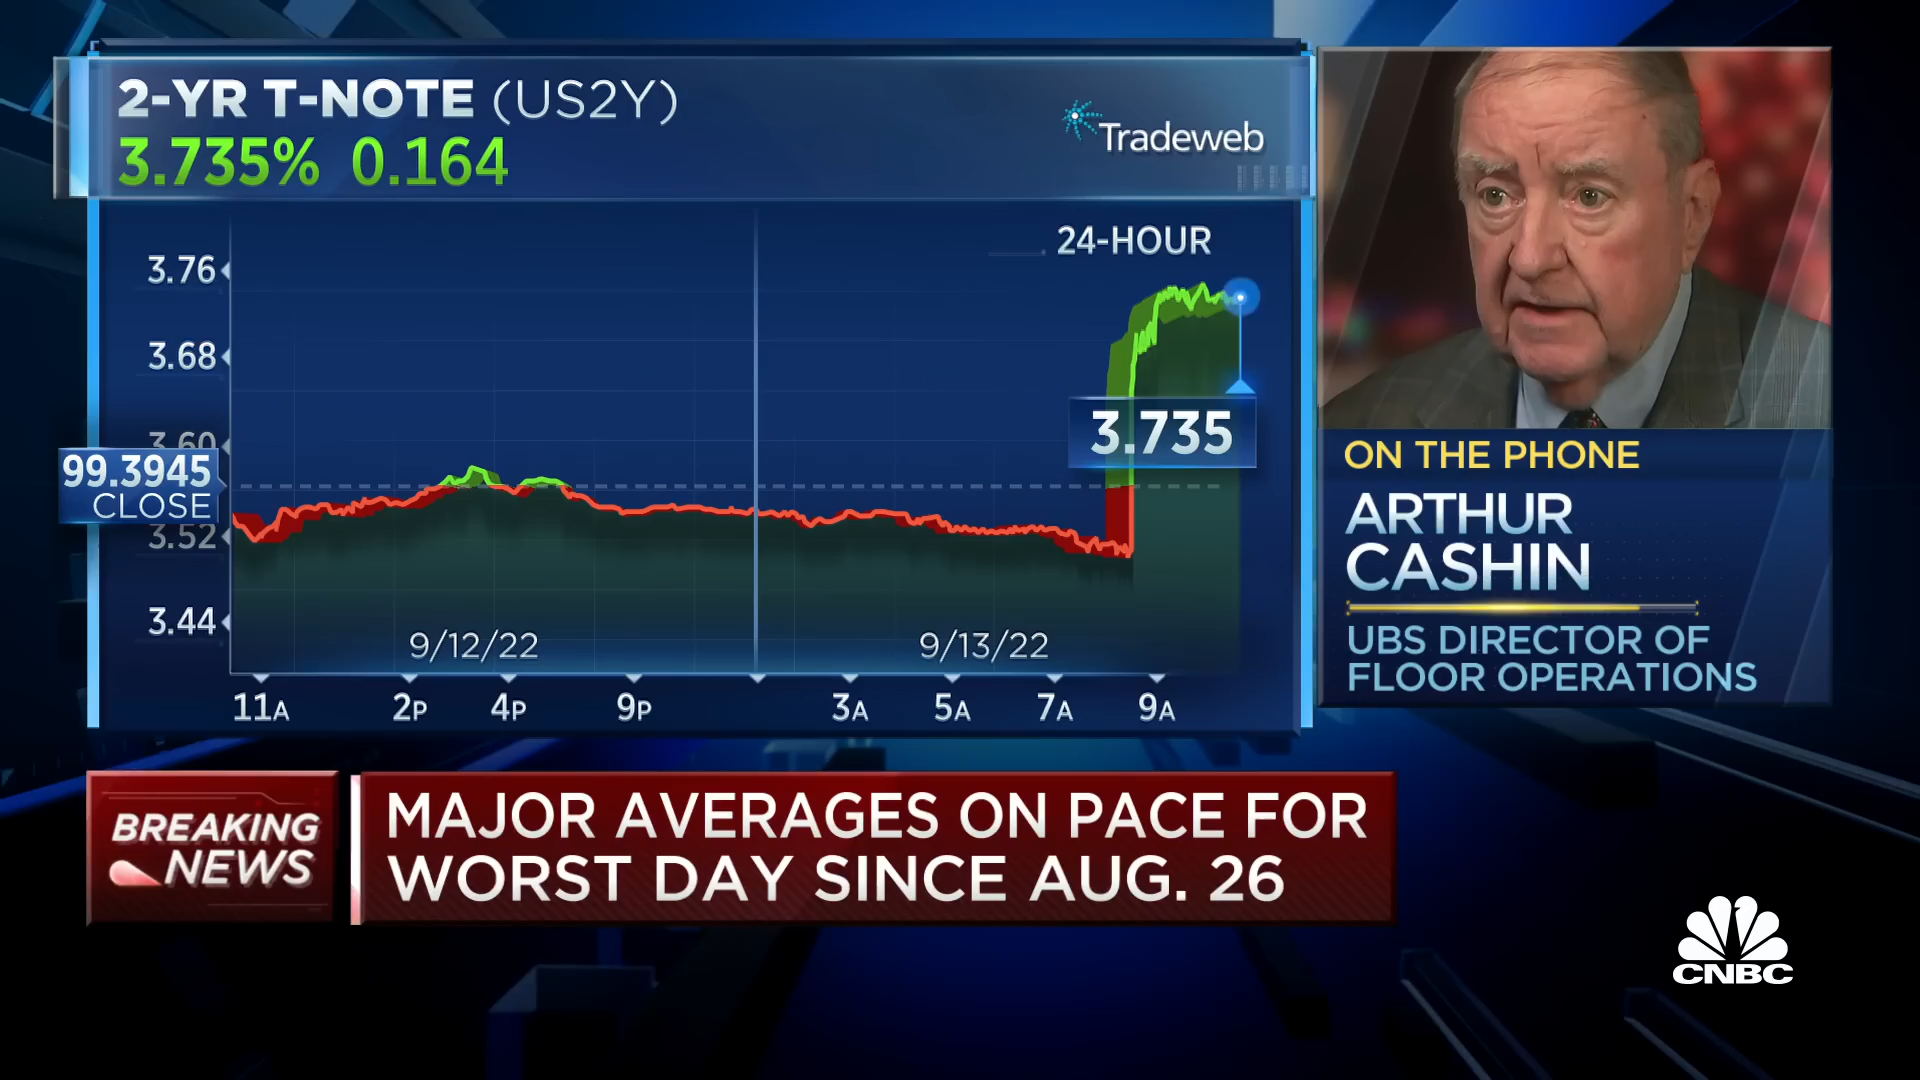 2-YR T-NOTE (US2Y)
3.735% 0.164
Tradeweb
24-HOUR
3.76
3.68
3.60
99.3945
CLOSE
3.52
3.44
3.735
9/12/22
9/13/22
11A 2P 4P 9P 3A 5A 7A 9A
ON THE PHONE
ARTHUR
CASHIN
UBS DIRECTOR OF
FLOOR OPERATIONS
BREAKING
NEWS
MAJOR AVERAGES ON PACE FOR
WORST DAY SINCE AUG. 26
CNBC